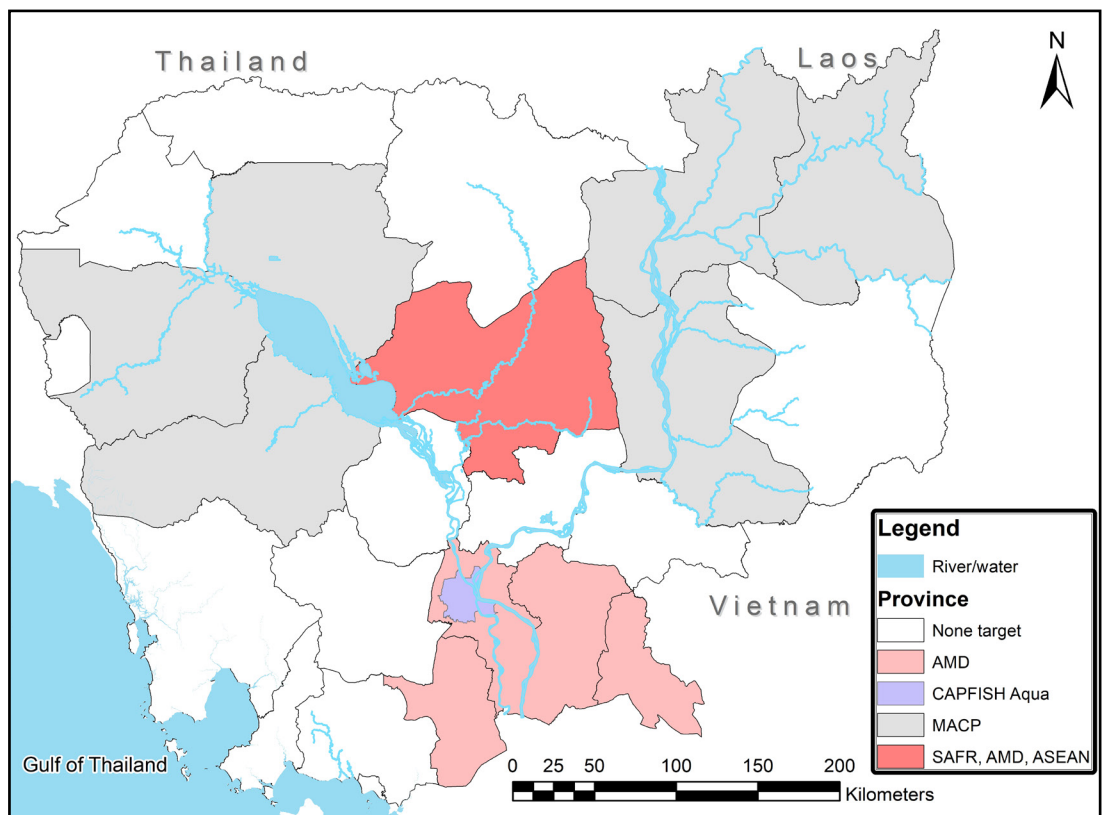 Thailand
Laos
N
Vietnam
Gulf of Thailand
Legend
River/water
Province
None target
AMD
CAPFISH Aqua
MACP
SAFR, AMD, ASEAN
0 25 50 100 150 200
Kilometers